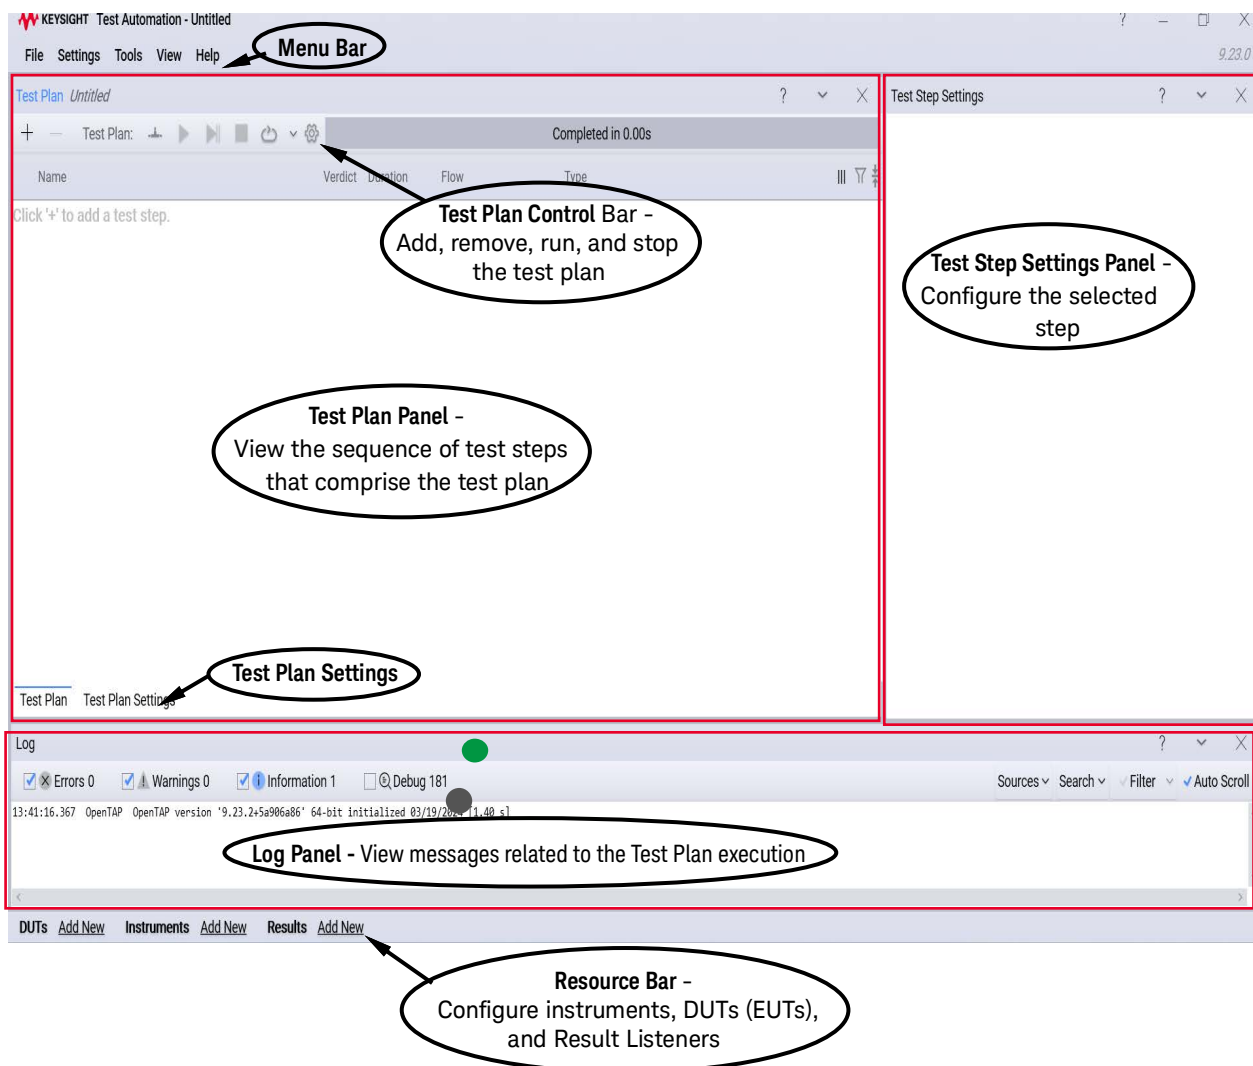 KEYSIGHT Test Automation - Untitled ?
File Settings Tools View Help
Menu Bar
9.23.0
Test Plan Untitled ?
Test Step Settings ?
Test Plan: Completed in 0.00s
Name Verdict Duration Flow Type
Click '+' to add a test step.
Test Plan Control Bar -
Add, remove, run, and stop
the test plan
Test Step Settings Panel -
Configure the selected
step
Test Plan Panel -
View the sequence of test steps
that comprise the test plan
Test Plan Settings
Test Plan Test Plan Settings
Log ?
Errors 0 Warnings 0 Information 1 Debug 181 Sources Search Filter Auto Scroll
13:41:16.367 OpenTAP OpenTAP version '9.23.2+5a906a86' 64-bit initialized 03/19/2024 [1.40 s]
Log Panel - View messages related to the Test Plan execution
DUTs Add New Instruments Add New Results Add New
Resource Bar -
Configure instruments, DUTs (EUTs),
and Result Listeners